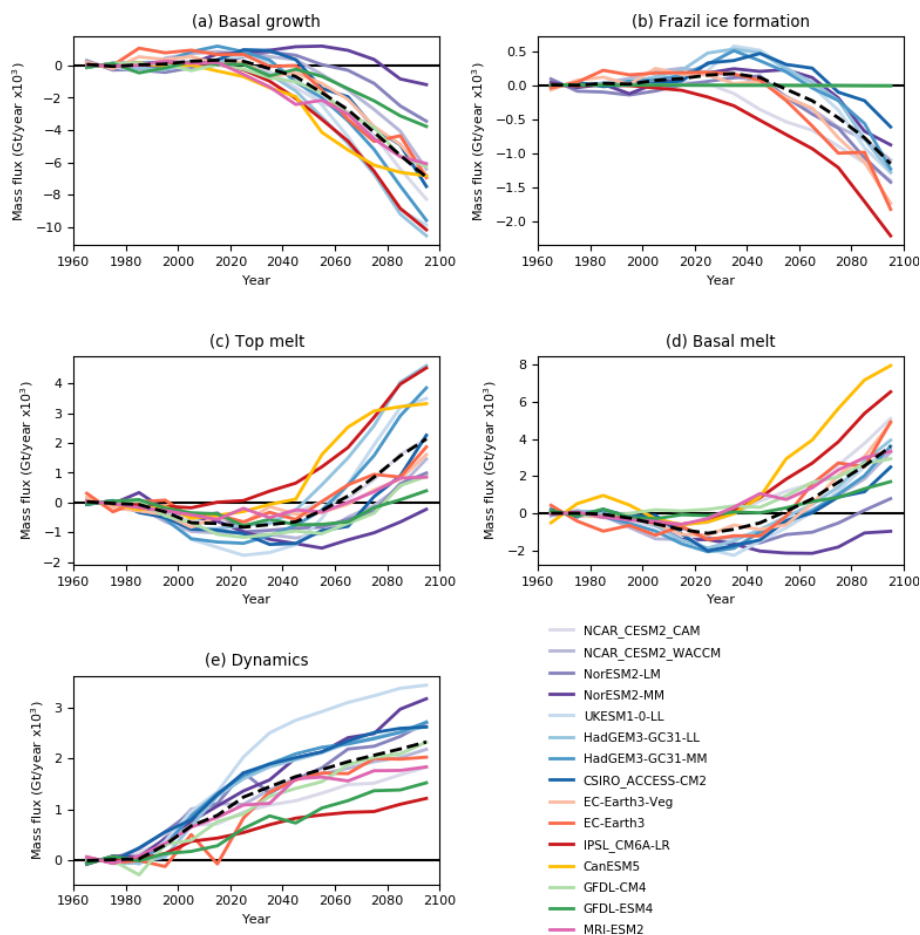 (a) Basal growth
Mass flux (Gt/year x10³)
0
−2
−4
−6
−8
−10
1960 1980 2000 2020 2040 2060 2080 2100
Year
(b) Frazil ice formation
Mass flux (Gt/year x10³)
0.5
0.0
−0.5
−1.0
−1.5
−2.0
1960 1980 2000 2020 2040 2060 2080 2100
Year
(c) Top melt
Mass flux (Gt/year x10³)
4
3
2
1
0
−1
−2
1960 1980 2000 2020 2040 2060 2080 2100
Year
(d) Basal melt
Mass flux (Gt/year x10³)
8
6
4
2
0
−2
1960 1980 2000 2020 2040 2060 2080 2100
Year
(e) Dynamics
Mass flux (Gt/year x10³)
3
2
1
0
1960 1980 2000 2020 2040 2060 2080 2100
Year
NCAR_CESM2_CAM
NCAR_CESM2_WACCM
NorESM2-LM
NorESM2-MM
UKESM1-0-LL
HadGEM3-GC31-LL
HadGEM3-GC31-MM
CSIRO_ACCESS-CM2
EC-Earth3-Veg
EC-Earth3
IPSL_CM6A-LR
CanESM5
GFDL-CM4
GFDL-ESM4
MRI-ESM2